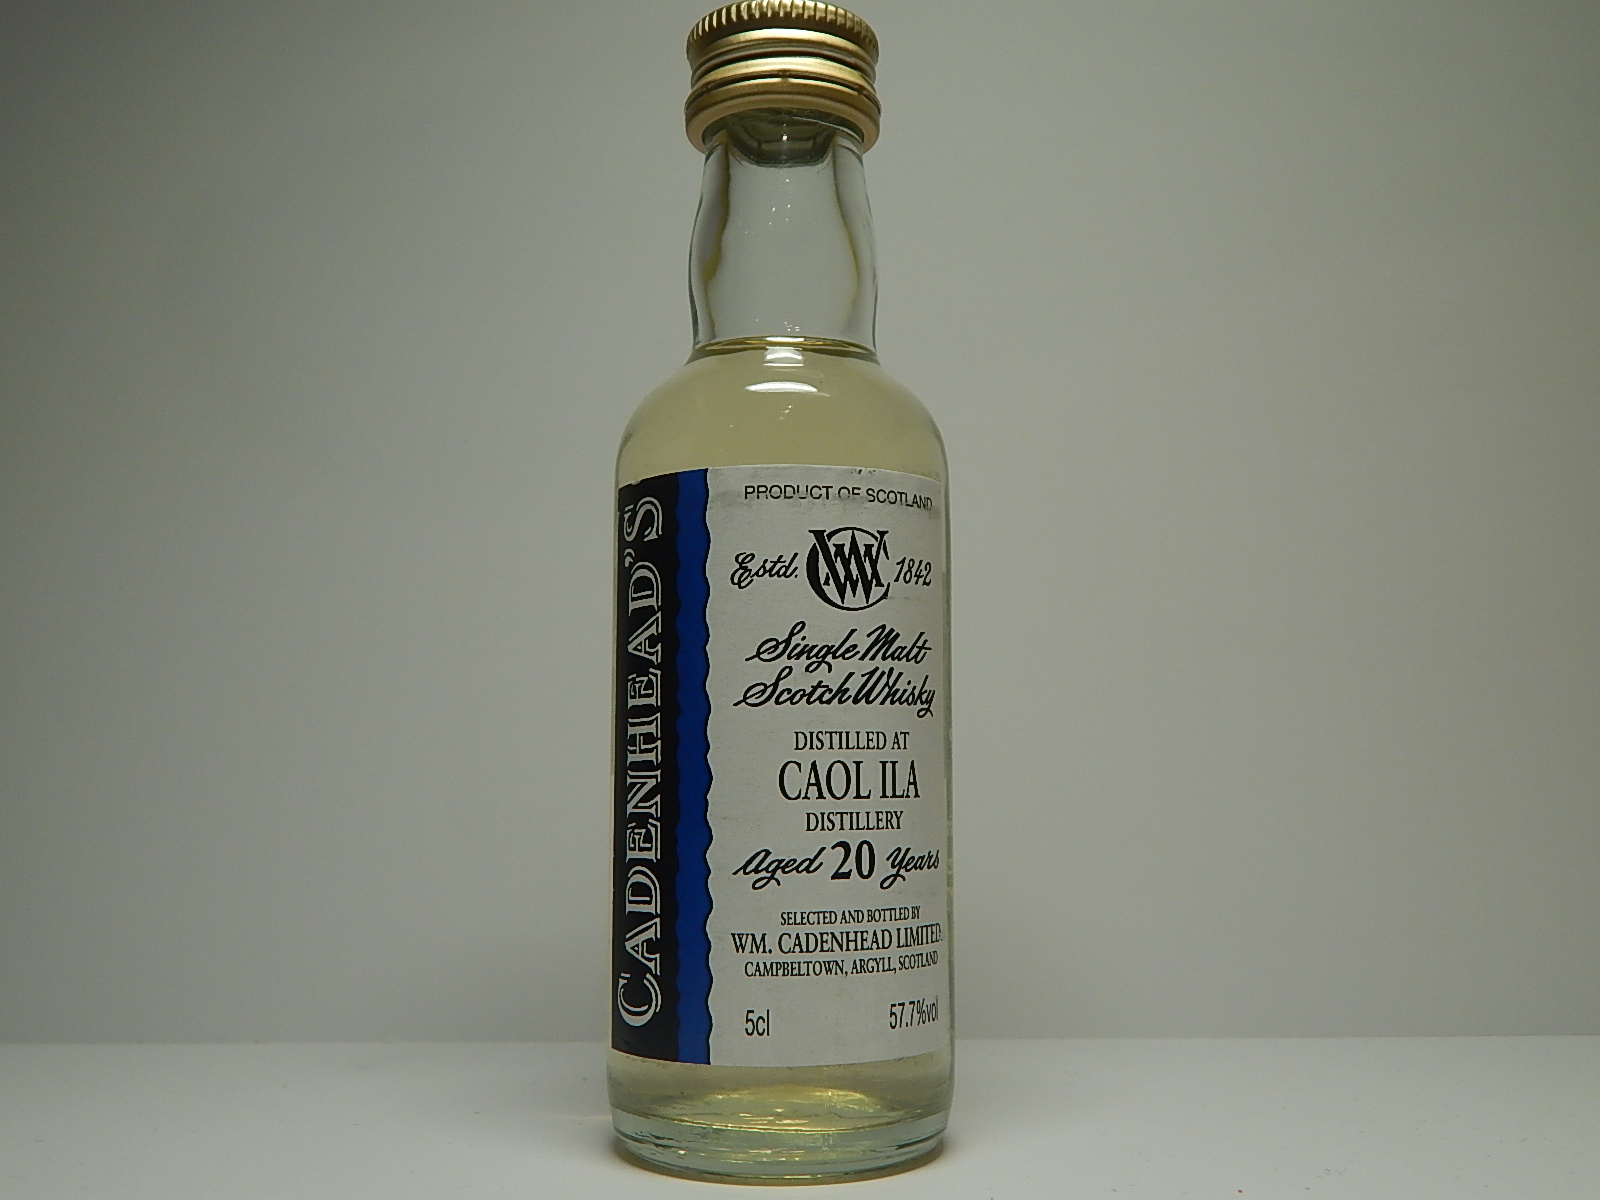 CADENHEAD'S
PRODUCT OF SCOTLAND
Estd. WC 1842
Single Malt
Scotch Whisky
DISTILLED AT
CAOL ILA
DISTILLERY
Aged 20 Years
SELECTED AND BOTTLED BY
WM. CADENHEAD LIMITED.
CAMPBELTOWN, ARGYLL, SCOTLAND
5cl 57.7%vol